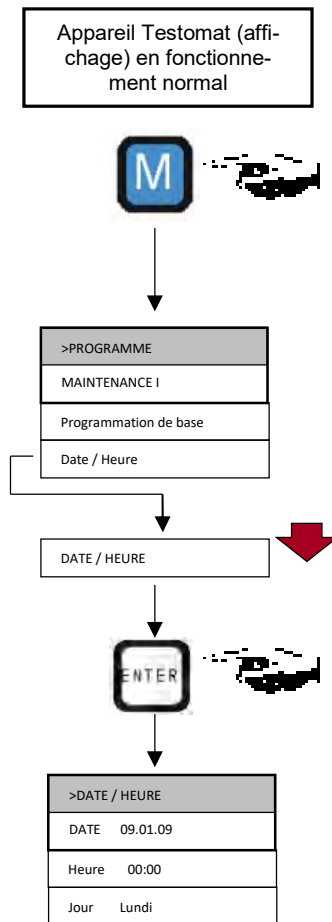 Appareil Testomat (affi-
chage) en fonctionne-
ment normal
M
>PROGRAMME
MAINTENANCE I
Programmation de base
Date / Heure
DATE / HEURE
ENTER
>DATE / HEURE
DATE 09.01.09
Heure 00:00
Jour Lundi